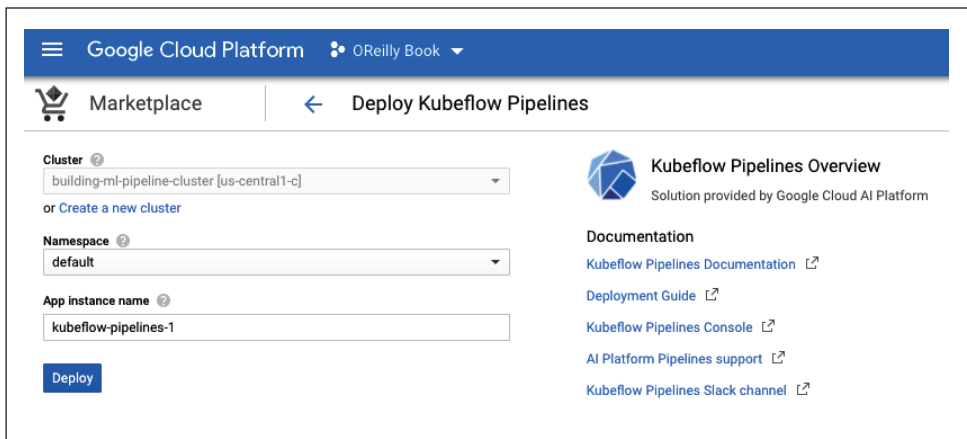 Google Cloud Platform OReilly Book
Marketplace Deploy Kubeflow Pipelines
Cluster
building-ml-pipeline-cluster [us-central1-c]
or Create a new cluster
Namespace
default
App instance name
kubeflow-pipelines-1
Deploy
Kubeflow Pipelines Overview
Solution provided by Google Cloud AI Platform
Documentation
Kubeflow Pipelines Documentation
Deployment Guide
Kubeflow Pipelines Console
AI Platform Pipelines support
Kubeflow Pipelines Slack channel